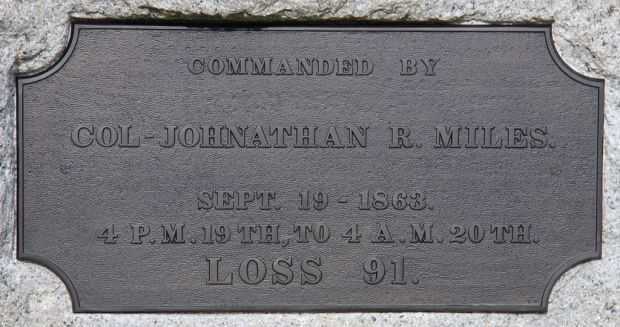 COMMANDED BY
COL-JOHNATHAN R. MILES.
SEPT. 19-1863.
4 P.M. 19TH, TO 4 A.M. 20TH.
LOSS 91.